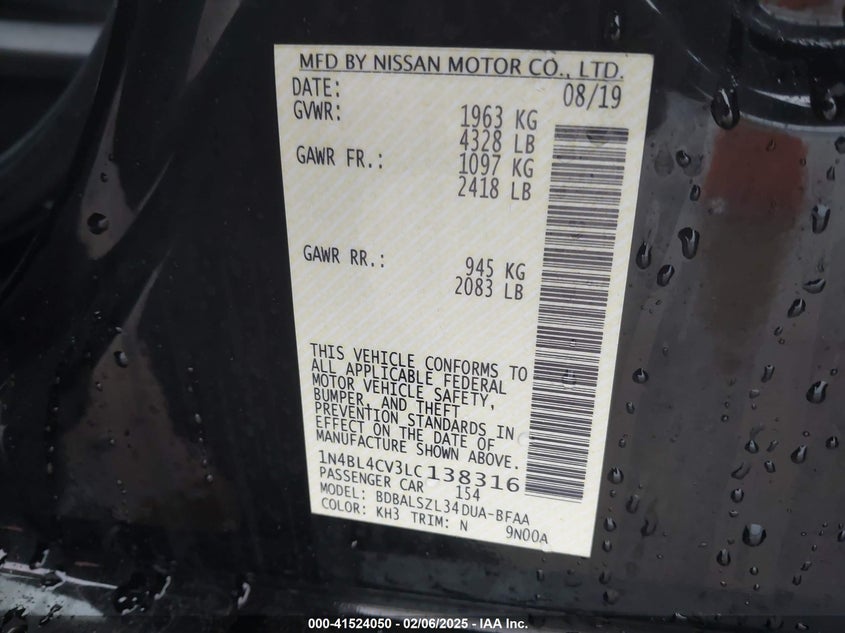 MFD BY NISSAN MOTOR CO., LTD.
DATE: 08/19
GVWR: 1963 KG
4328 LB
GAWR FR.: 1097 KG
2418 LB
GAWR RR.: 945 KG
2083 LB
THIS VEHICLE CONFORMS TO
ALL APPLICABLE FEDERAL
MOTOR VEHICLE SAFETY,
BUMPER, AND THEFT
PREVENTION STANDARDS IN
EFFECT ON THE DATE OF
MANUFACTURE SHOWN ABOVE.
1N4BL4CV3LC138316
PASSENGER CAR 154
MODEL: BDBALSZL34DUA-BFAA
COLOR: KH3 TRIM: N 9N00A
000-41524050 — 02/06/2025 — IAA Inc.